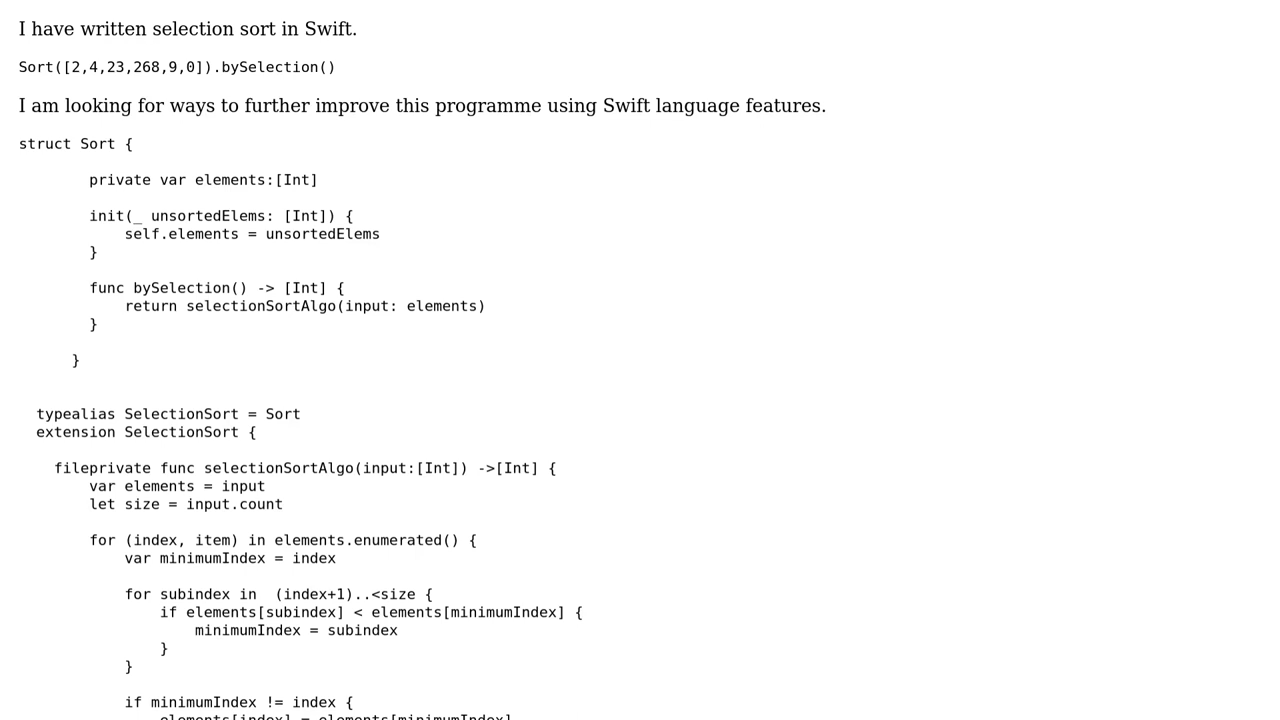 I have written selection sort in Swift.
Sort([2,4,23,268,9,0]).bySelection()
I am looking for ways to further improve this programme using Swift language features.
struct Sort {
private var elements:[Int]
init(_ unsortedElems: [Int]) {
self.elements = unsortedElems
}
func bySelection() -> [Int] {
return selectionSortAlgo(input: elements)
}
}
typealias SelectionSort = Sort
extension SelectionSort {
fileprivate func selectionSortAlgo(input:[Int]) ->[Int] {
var elements = input
let size = input.count
for (index, item) in elements.enumerated() {
var minimumIndex = index
for subindex in  (index+1)..<size {
if elements[subindex] < elements[minimumIndex] {
minimumIndex = subindex
}
}
if minimumIndex != index {
elements[index] = elements[minimumIndex]